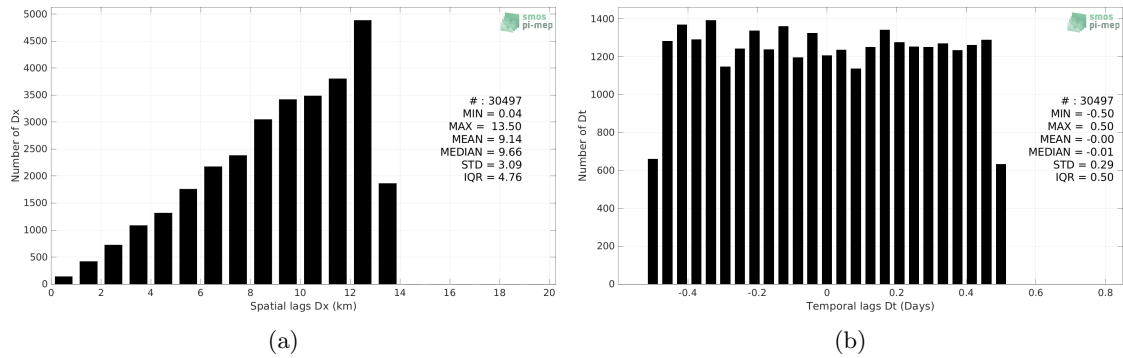 smos
pi-mep
5000
4500
4000
3500
3000
2500
2000
1500
1000
500
0
Number of Dx
# : 30497
MIN = 0.04
MAX = 13.50
MEAN = 9.14
MEDIAN = 9.66
STD = 3.09
IQR = 4.76
0 2 4 6 8 10 12 14 16 18 20
Spatial lags Dx (km)
(a)
smos
pi-mep
1400
1200
1000
800
600
400
200
0
Number of Dt
# : 30497
MIN = -0.50
MAX = 0.50
MEAN = -0.00
MEDIAN = -0.01
STD = 0.29
IQR = 0.50
-0.4 -0.2 0 0.2 0.4 0.6 0.8
Temporal lags Dt (Days)
(b)